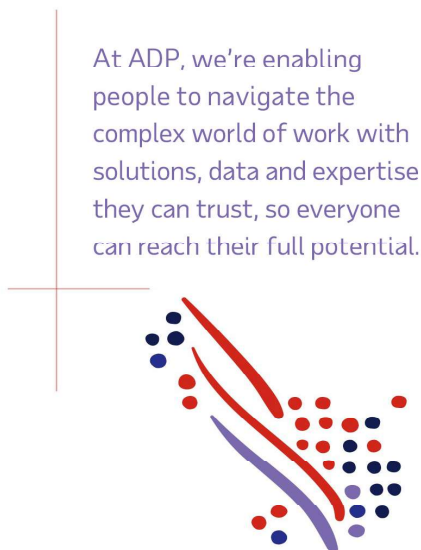 At ADP, we’re enabling
people to navigate the
complex world of work with
solutions, data and expertise
they can trust, so everyone
can reach their full potential.